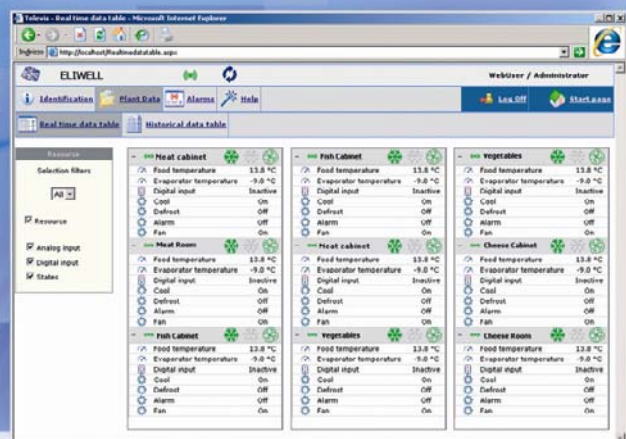 Televis - Real time data table - Microsoft Internet Explorer
Indirizzo http://localhost/Realtimedatatable.aspx
ELIWELL WebUser / Administrator
Identification Plant Data Alarms Help Log Off Start page
Real time data table Historical data table
Resource
Selection filters
All
Resource
Analog input
Digital input
States
Meat cabinet
Food temperature 13.8 °C
Evaporator temperature -9.0 °C
Digital input Inactive
Cool On
Defrost Off
Alarm Off
Fan On
Meat Room
Food temperature 13.8 °C
Evaporator temperature -9.0 °C
Digital input Inactive
Cool On
Defrost Off
Alarm Off
Fan On
Fish Cabinet
Food temperature 13.8 °C
Evaporator temperature -9.0 °C
Digital input Inactive
Cool On
Defrost Off
Alarm Off
Fan On
Fish Cabinet
Food temperature 13.8 °C
Evaporator temperature -9.0 °C
Digital input Inactive
Cool On
Defrost Off
Alarm Off
Fan On
Meat cabinet
Food temperature 13.8 °C
Evaporator temperature -9.0 °C
Digital input Inactive
Cool On
Defrost Off
Alarm Off
Fan On
Vegetables
Food temperature 13.8 °C
Evaporator temperature -9.0 °C
Digital input Inactive
Cool On
Defrost Off
Alarm Off
Fan On
Vegetables
Food temperature 13.8 °C
Evaporator temperature -9.0 °C
Digital input Inactive
Cool On
Defrost Off
Alarm Off
Fan On
Cheese Cabinet
Food temperature 13.8 °C
Evaporator temperature -9.0 °C
Digital input Inactive
Cool On
Defrost Off
Alarm Off
Fan On
Cheese Room
Food temperature 13.8 °C
Evaporator temperature -9.0 °C
Digital input Inactive
Cool On
Defrost Off
Alarm Off
Fan On